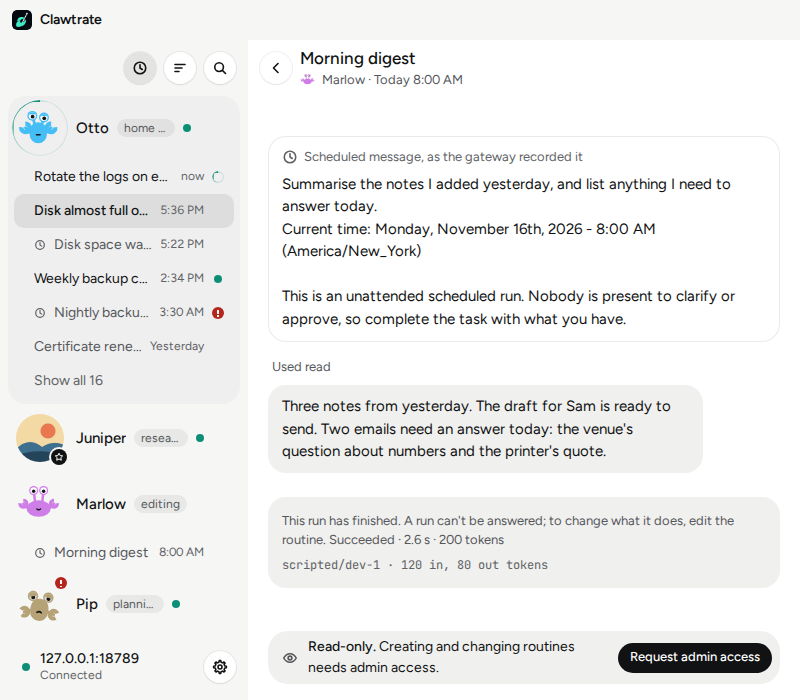 Clawtrate
Otto home ...
Rotate the logs on e... now
Disk almost full o... 5:36 PM
Disk space wa... 5:22 PM
Weekly backup c... 2:34 PM
Nightly backu... 3:30 AM
Certificate rene... Yesterday
Show all 16
Juniper resea...
Marlow editing
Morning digest 8:00 AM
Pip planni...
127.0.0.1:18789
Connected
Morning digest
Marlow · Today 8:00 AM
Scheduled message, as the gateway recorded it
Summarise the notes I added yesterday, and list anything I need to
answer today.
Current time: Monday, November 16th, 2026 - 8:00 AM
(America/New_York)
This is an unattended scheduled run. Nobody is present to clarify or
approve, so complete the task with what you have.
Used read
Three notes from yesterday. The draft for Sam is ready to
send. Two emails need an answer today: the venue's
question about numbers and the printer's quote.
This run has finished. A run can't be answered; to change what it does, edit the
routine. Succeeded · 2.6 s · 200 tokens
scripted/dev-1 · 120 in, 80 out tokens
Read-only. Creating and changing routines
needs admin access.
Request admin access